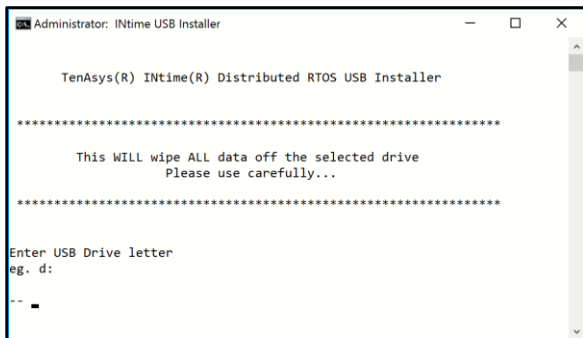 Administrator: INtime USB Installer
TenAsys(R) INtime(R) Distributed RTOS USB Installer
*****************************************************************
This WILL wipe ALL data off the selected drive
Please use carefully...
*****************************************************************
Enter USB Drive letter
eg. d:
--